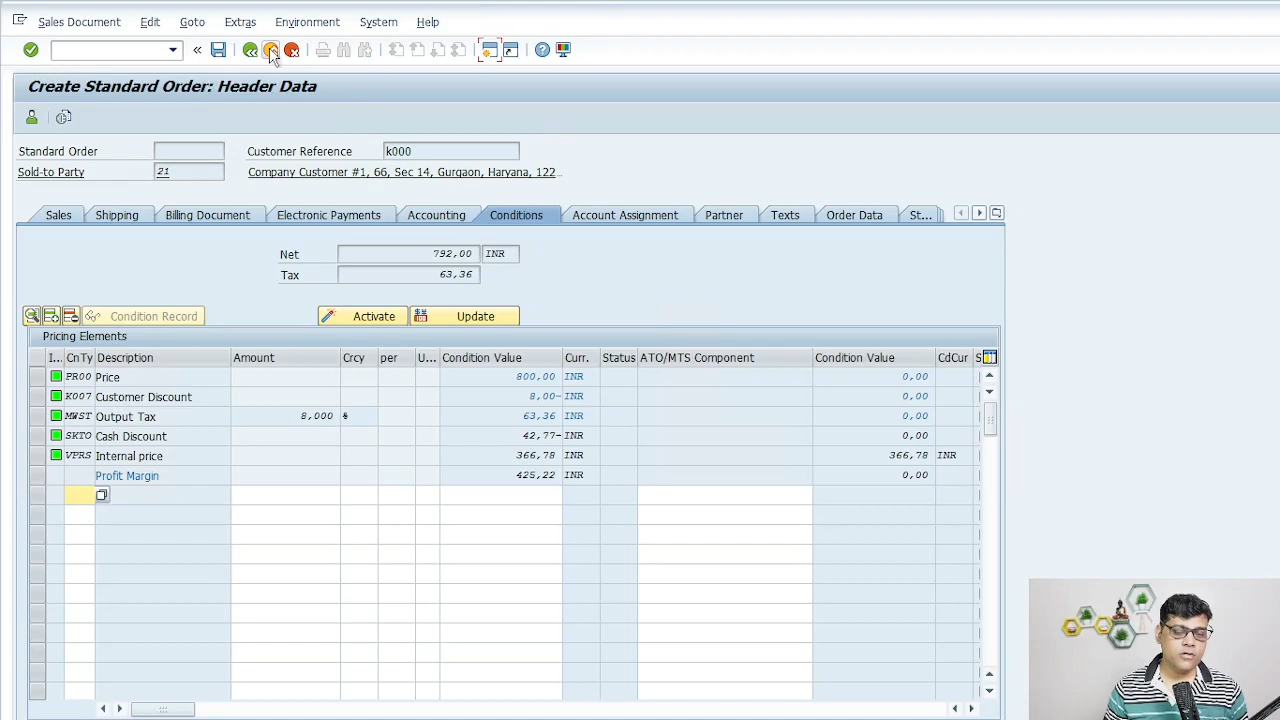 Sales Document Edit Goto Extras Environment System Help
Create Standard Order: Header Data
Standard Order Customer Reference k000
Sold-to Party 21 Company Customer #1, 66, Sec 14, Gurgaon, Haryana, 122...
Sales Shipping Billing Document Electronic Payments Accounting Conditions Account Assignment Partner Texts Order Data St...
Net 792,00 INR
Tax 63,36
Condition Record Activate Update
Pricing Elements
I... CnTy Description Amount Crcy per U... Condition Value Curr. Status ATO/MTS Component Condition Value CdCur S
PR00 Price 800,00 INR 0,00
K007 Customer Discount 8,00- INR 0,00
MWST Output Tax 8,000 % 63,36 INR 0,00
SKTO Cash Discount 42,77- INR 0,00
VPRS Internal price 366,78 INR 366,78 INR
Profit Margin 425,22 INR 0,00